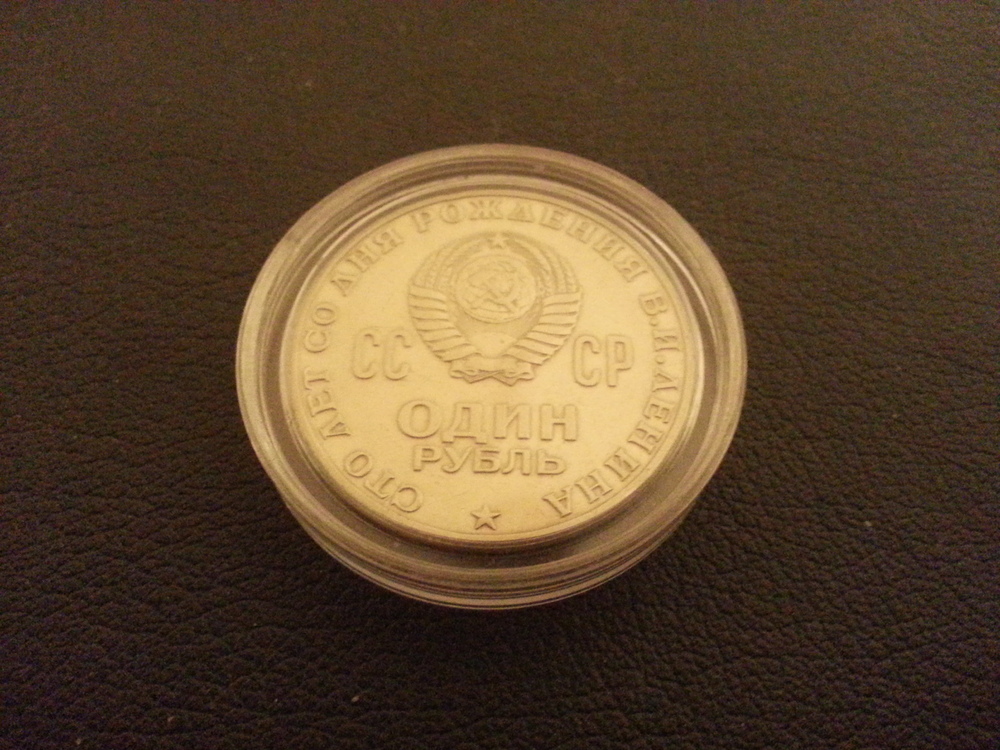 СТО ЛЕТ СО ДНЯ РОЖДЕНИЯ В.И.ЛЕНИНА
СС СР
ОДИН
РУБЛЬ